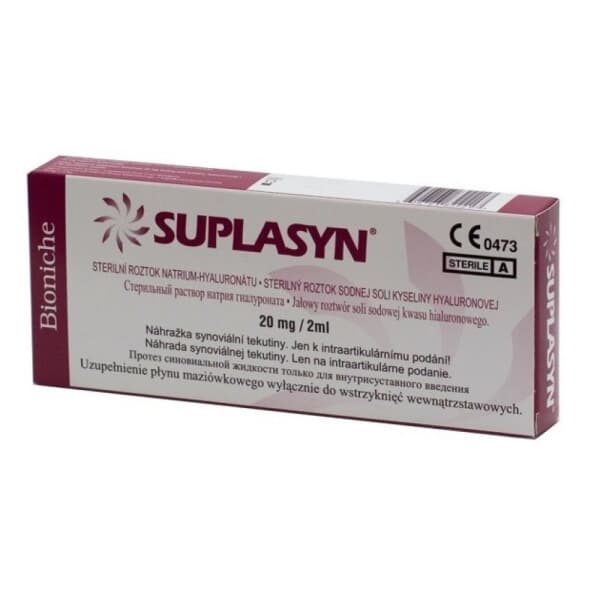 Bioniche
SUPLASYN®
CE 0473
STERILE A
STERILNÍ ROZTOK NATRIUM-HYALURONÁTU • STERILNÝ ROZTOK SODNEJ SOLI KYSELINY HYALURONOVEJ
Стерильный раствор натрия гиалуроната • Jałowy roztwór soli sodowej kwasu hialuronowego.
20 mg / 2ml
Náhražka synoviální tekutiny. Jen k intraartikulárnímu podání!
Náhrada synoviálnej tekutiny. Len na intraartikulárne podanie.
Протез синовиальной жидкости только для внутрисуставного введения
Uzupełnienie płynu maziówkowego wyłącznie do wstrzyknięć wewnątrzstawowych.
SUPLASYN®